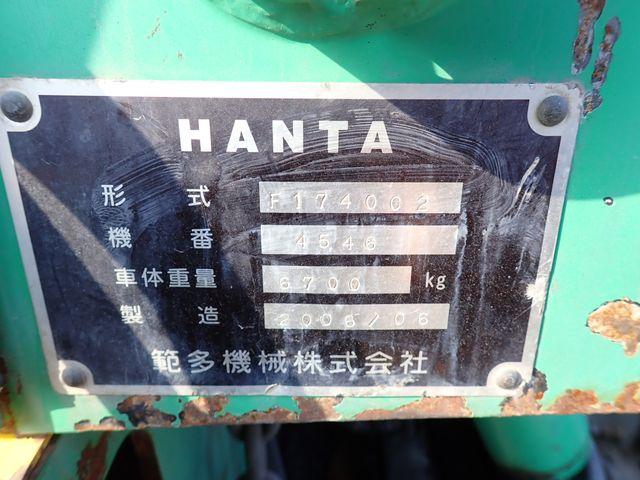 HANTA
形式 F174002
機番 4546
車体重量 6700 kg
製造 2006/06
範多機械株式会社